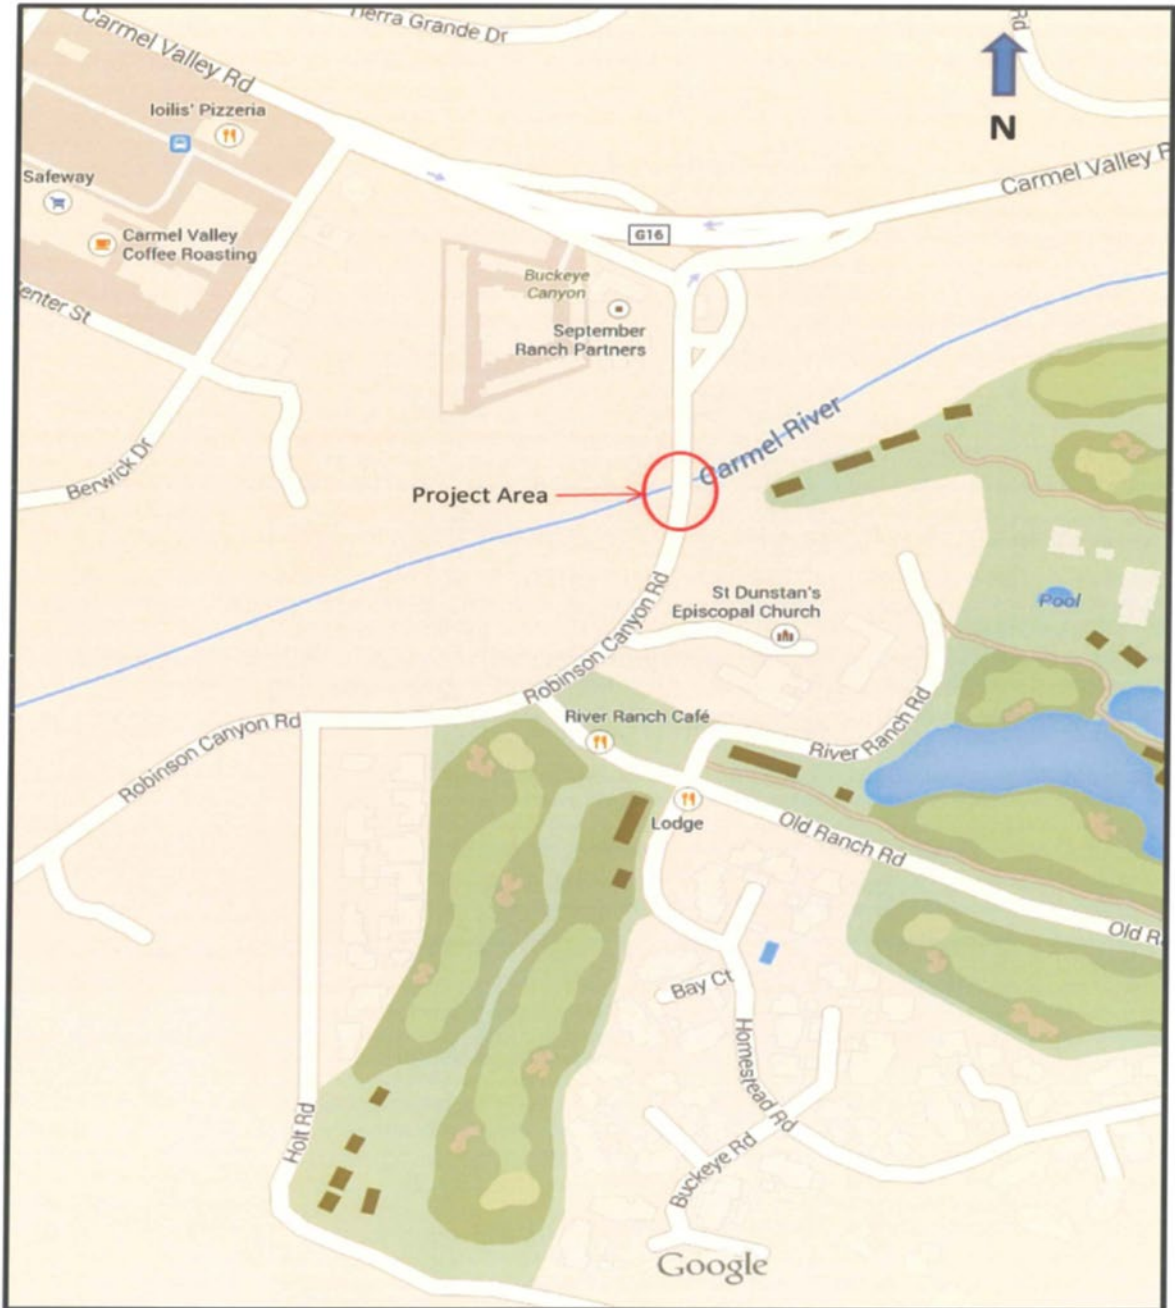 Tierra Grande Dr
Rd
Carmel Valley Rd
N
Ioilis' Pizzeria
Safeway
Carmel Valley R
Carmel Valley
Coffee Roasting
G16
Buckeye
Canyon
September
Ranch Partners
enter St
Carmel River
Berwick Dr
Project Area
St Dunstan's
Episcopal Church
Pool
Robinson Canyon Rd
River Ranch Café
Robinson Canyon Rd
River Ranch Rd
Lodge
Old Ranch Rd
Old R
Bay Ct
Homestead Rd
Holt Rd
Buckeye Rd
Google